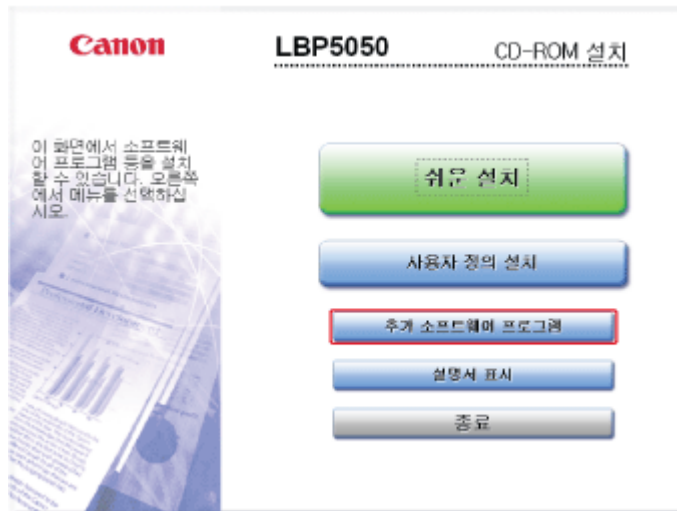 Canon
LBP5050
CD-ROM 설치
이 화면에서 소프트웨
어 프로그램 등을 설치
할 수 있습니다. 오른쪽
에서 메뉴를 선택하십
시오.
쉬운 설치
사용자 정의 설치
추가 소프트웨어 프로그램
설명서 표시
종료